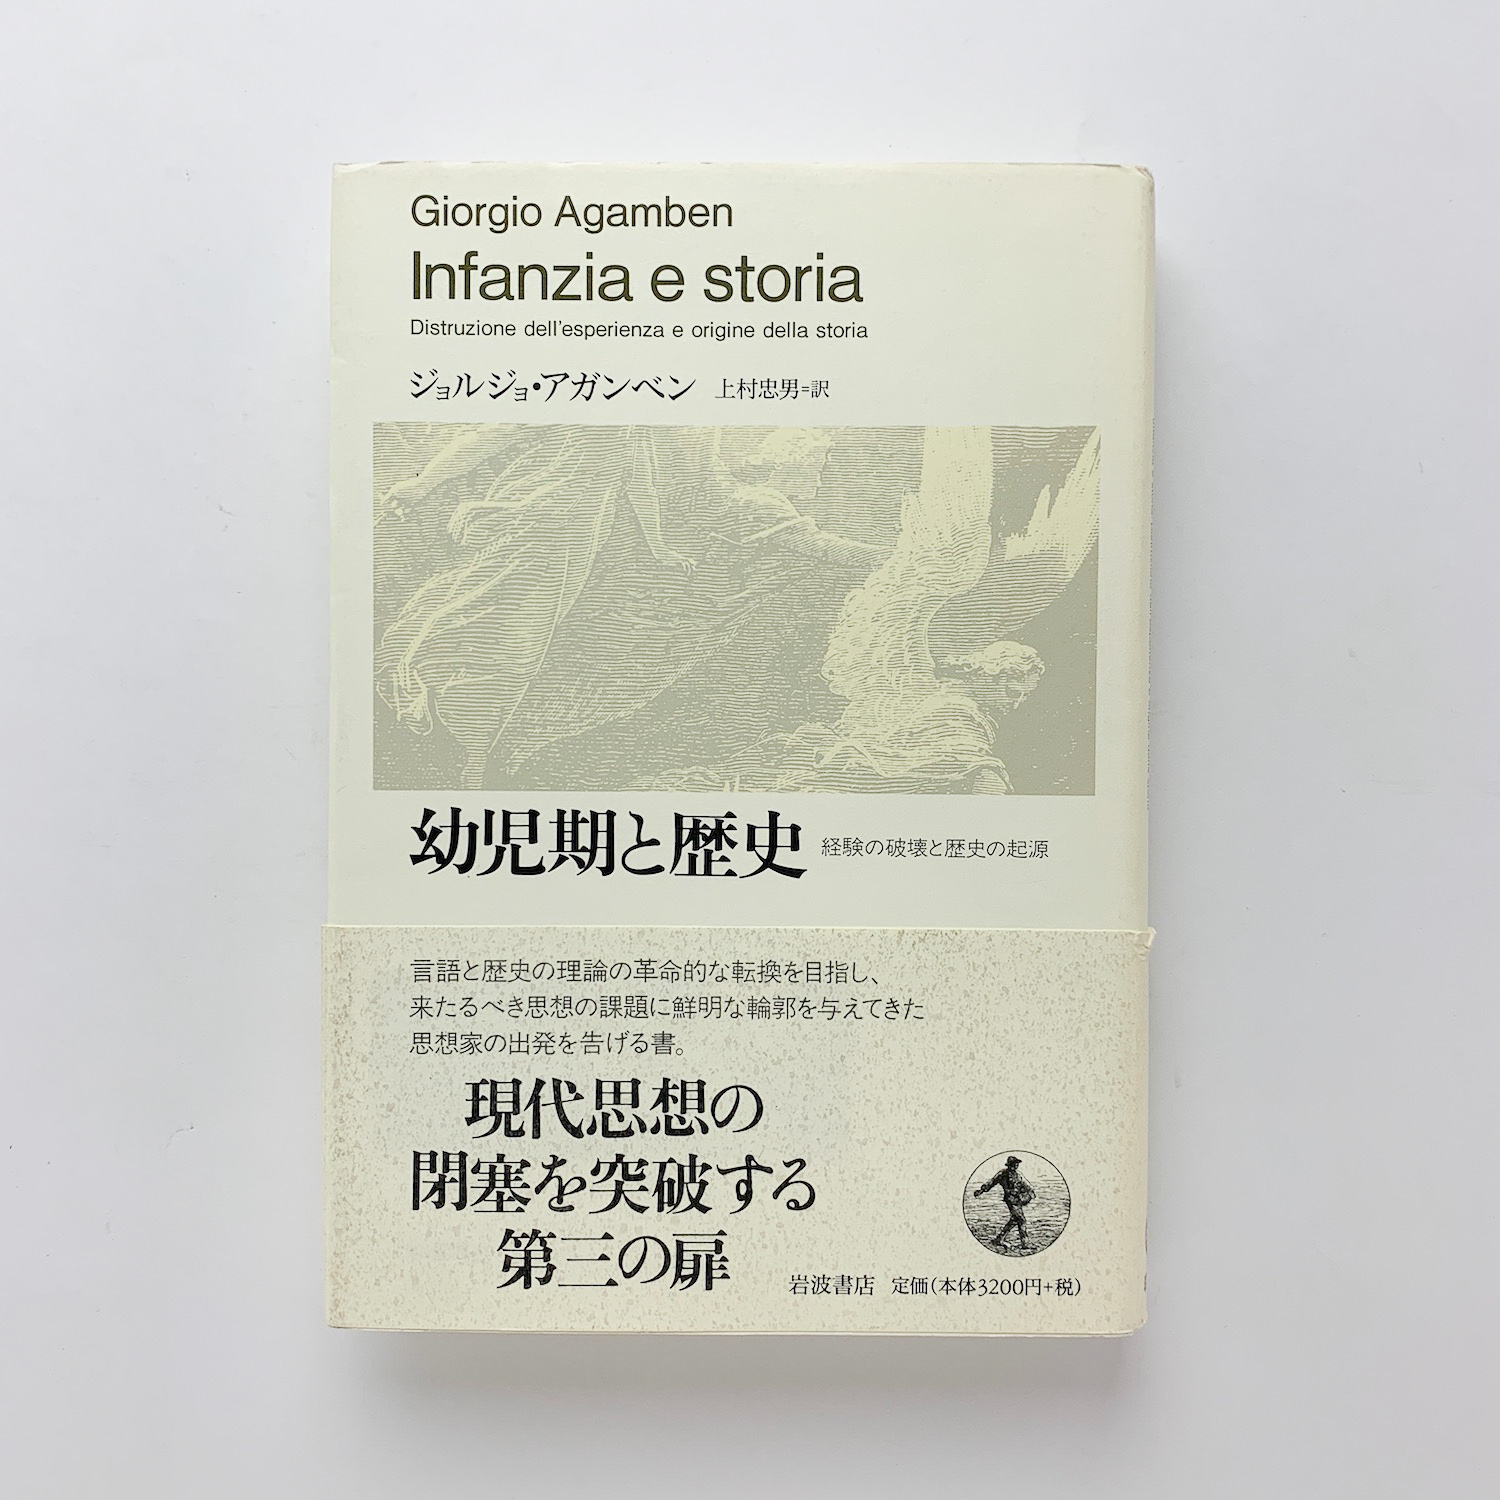 Giorgio Agamben
Infanzia e storia
Distruzione dell'esperienza e origine della storia
ジョルジョ・アガンベン 上村忠男=訳
幼児期と歴史 経験の破壊と歴史の起源
言語と歴史の理論の革命的な転換を目指し、
来たるべき思想の課題に鮮明な輪郭を与えてきた
思想家の出発を告げる書。
現代思想の
閉塞を突破する
第三の扉
岩波書店 定価(本体3200円+税)